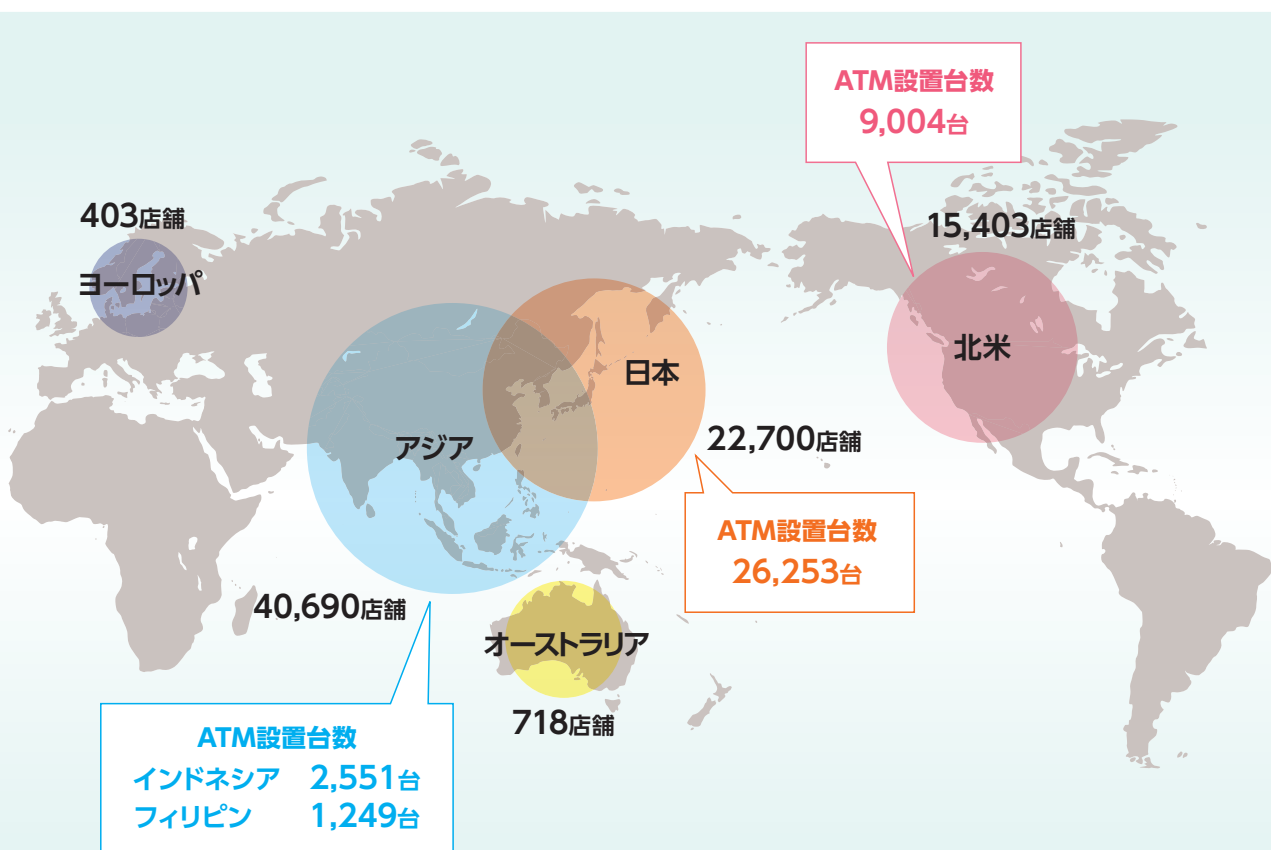 ATM設置台数
9,004台
403店舗
ヨーロッパ
15,403店舗
北米
日本
アジア
22,700店舗
ATM設置台数
26,253台
40,690店舗
オーストラリア
718店舗
ATM設置台数
インドネシア 2,551台
フィリピン 1,249台